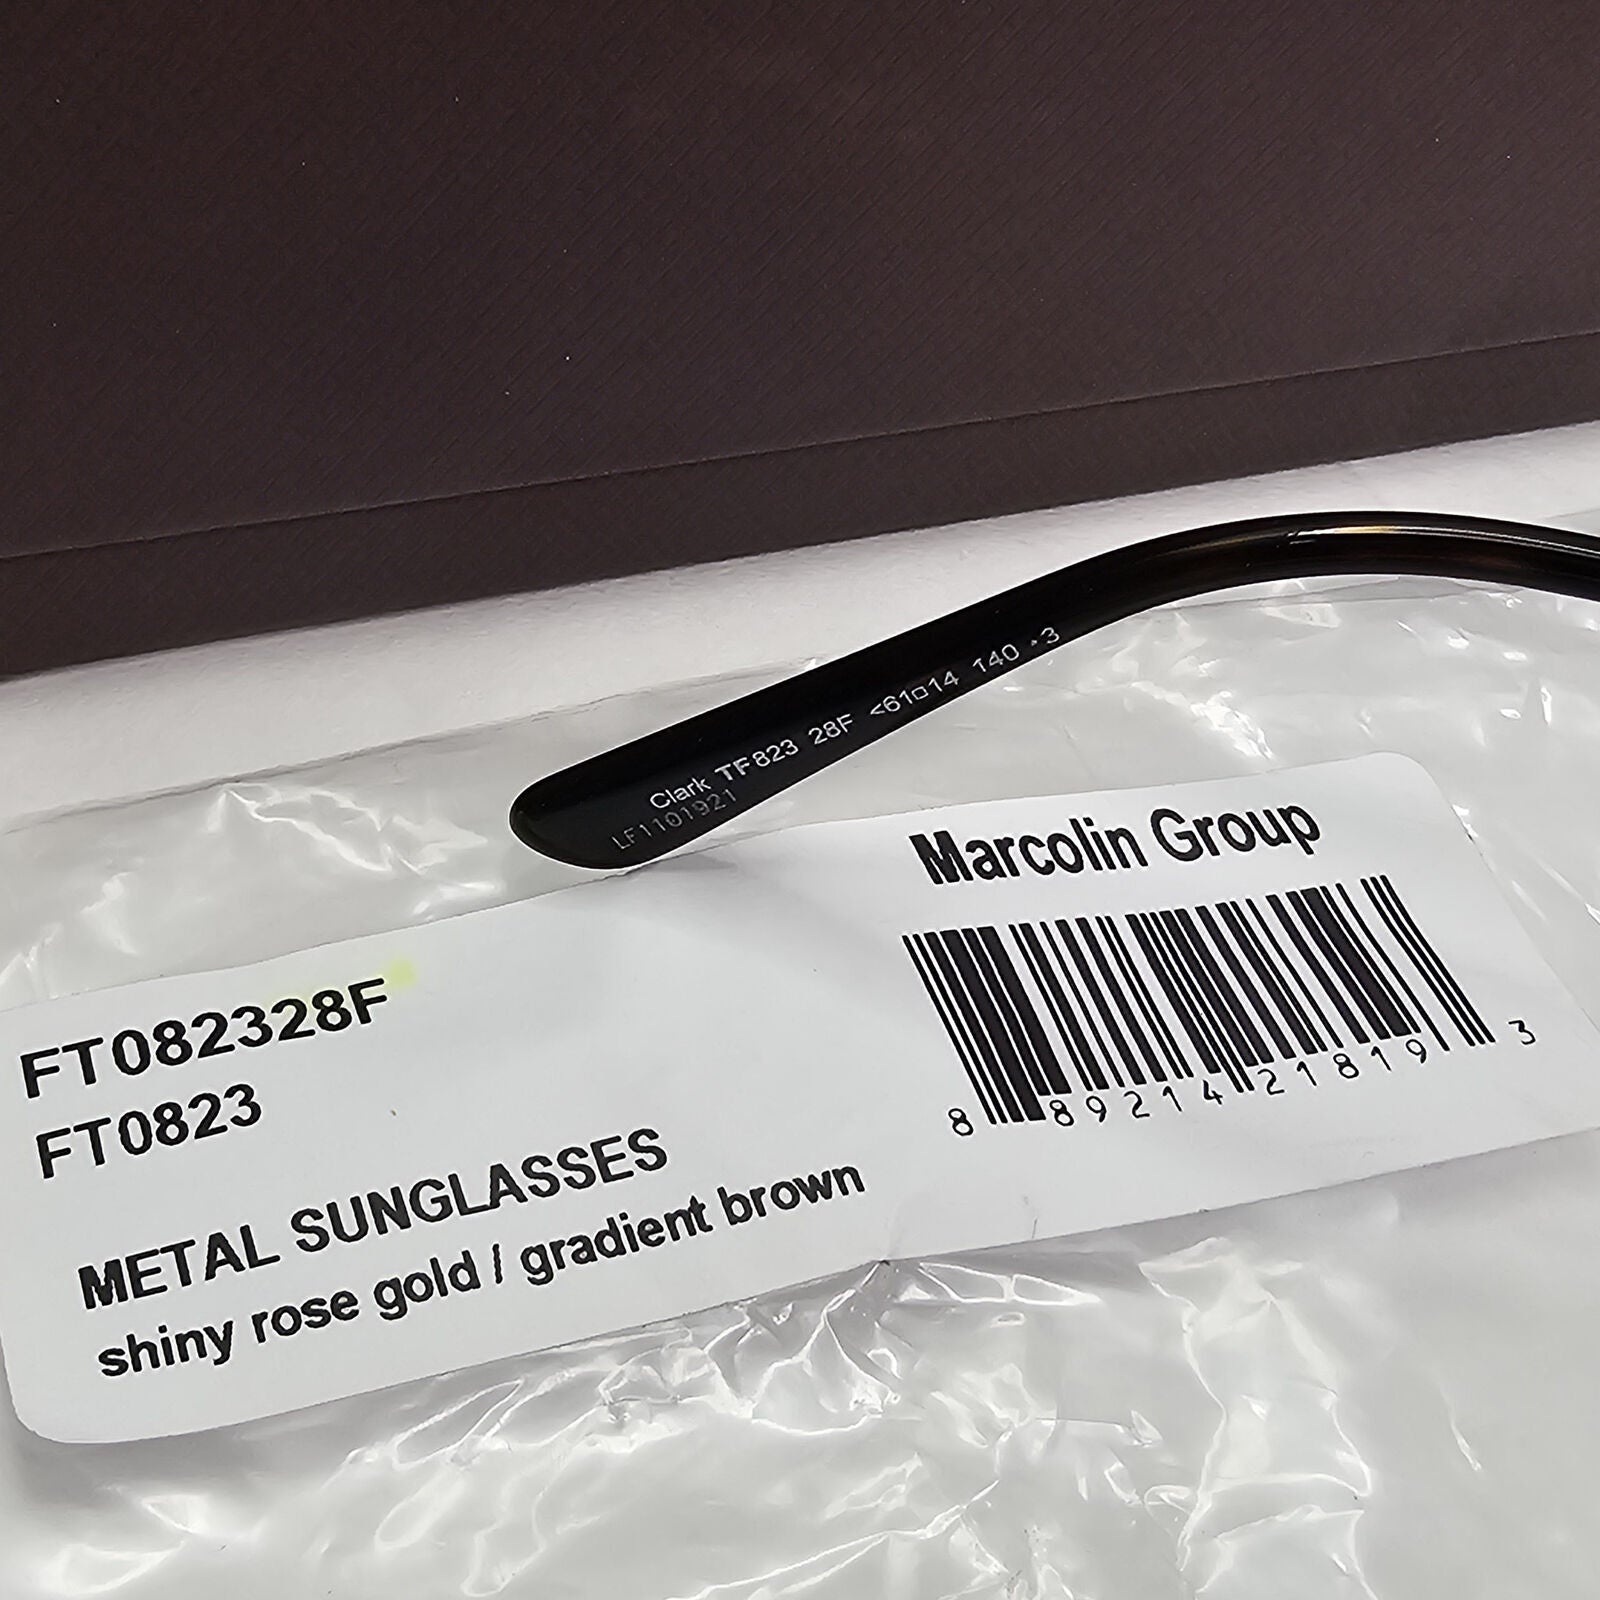 Clark TF823 28F <61□14 140 *3
LF1101921
Marcolin Group
8 89214 21819 3
FT082328F
FT0823
METAL SUNGLASSES
shiny rose gold / gradient brown